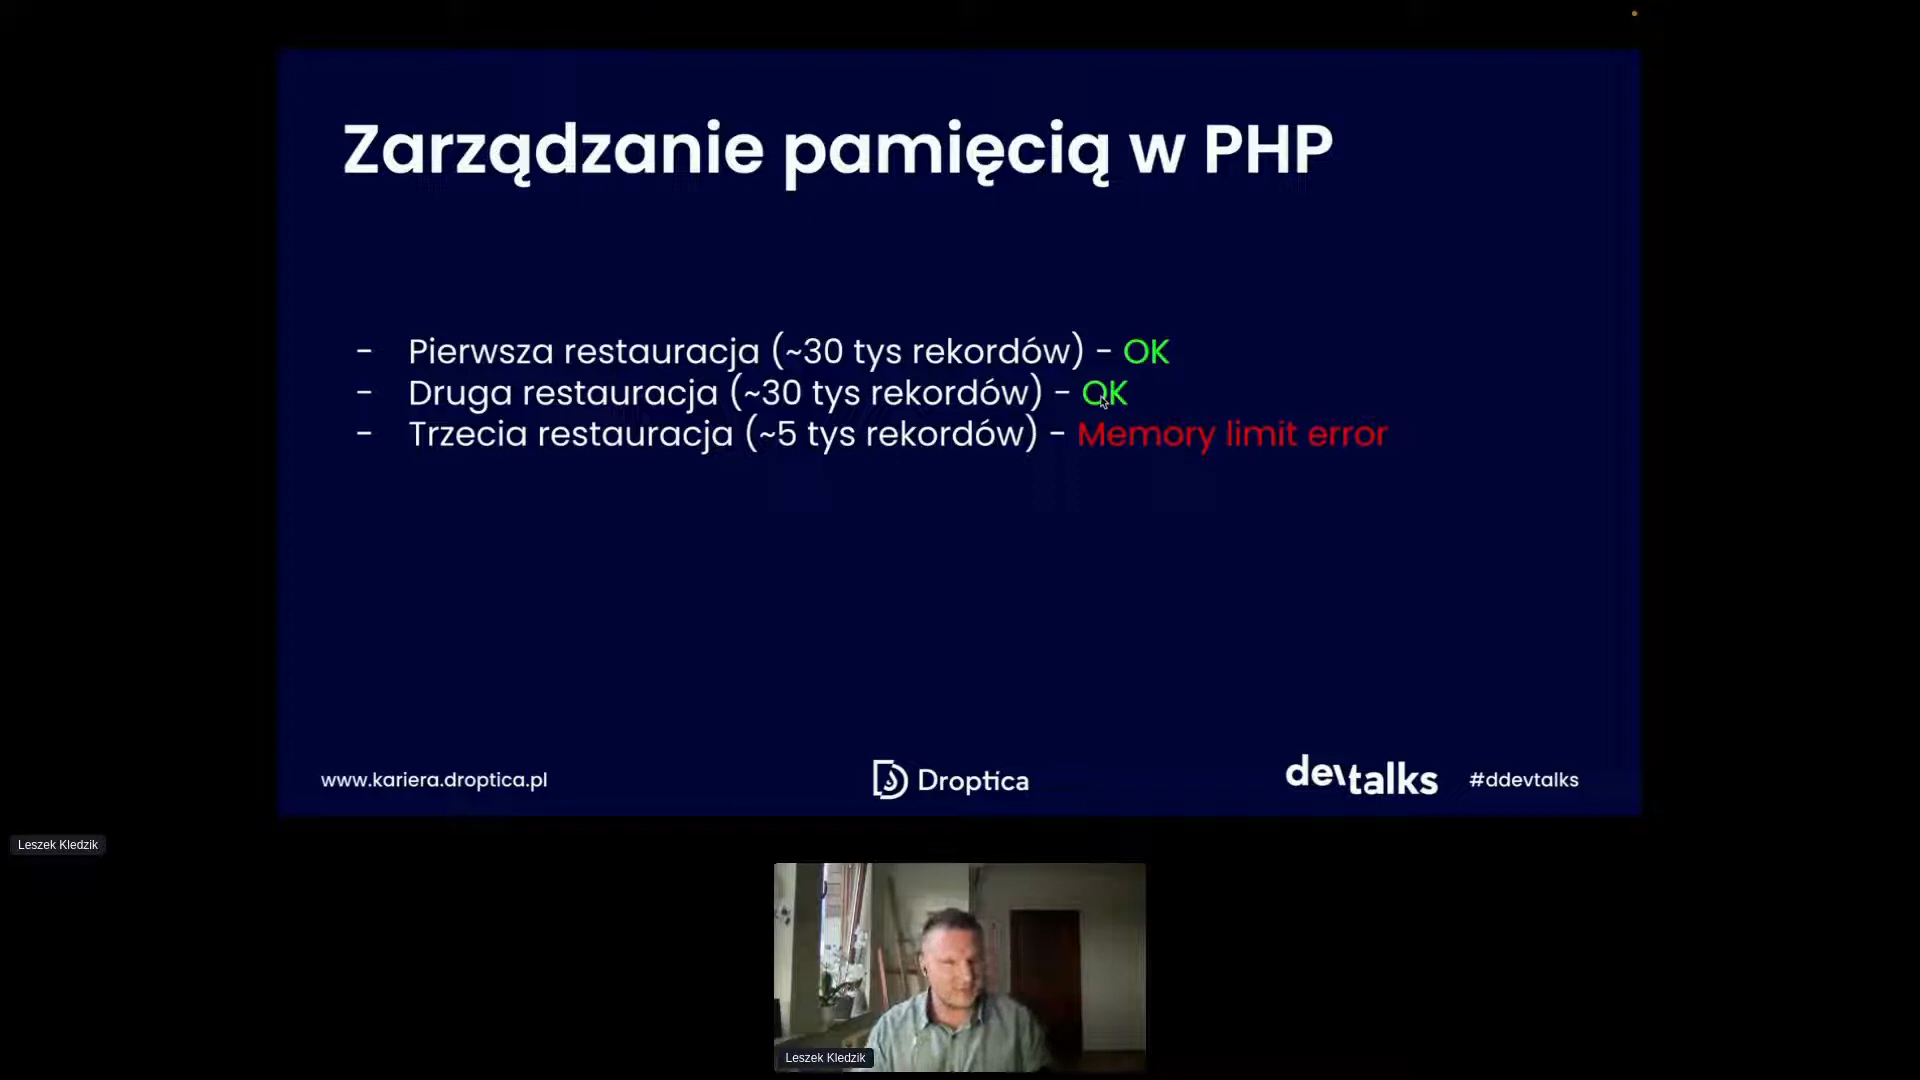 Zarządzanie pamięcią w PHP
- Pierwsza restauracja (~30 tys rekordów) - OK
- Druga restauracja (~30 tys rekordów) - OK
- Trzecia restauracja (~5 tys rekordów) - Memory limit error
www.kariera.droptica.pl
Droptica
devtalks
#ddevtalks
Leszek Kledzik
Leszek Kledzik